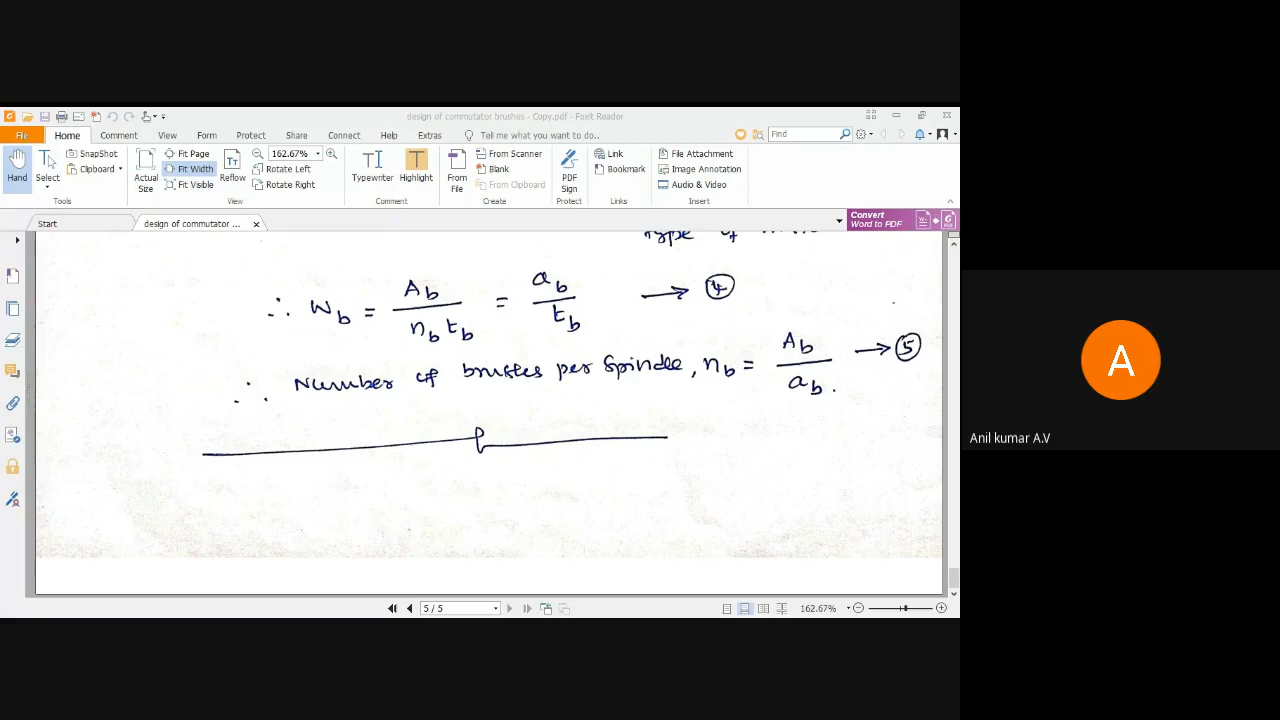 design of commutator brushes - Copy.pdf - Foxit Reader
File Home Comment View Form Protect Share Connect Help Extras Tell me what you want to do.. Find
Hand
Select
SnapShot
Clipboard
Tools
Actual Size
Fit Page
Fit Width
Fit Visible
Reflow
162.67%
Rotate Left
Rotate Right
View
Typewriter
Highlight
Comment
From File
From Scanner
Blank
From Clipboard
Create
PDF Sign
Protect
Link
Bookmark
Links
File Attachment
Image Annotation
Audio & Video
Insert
Start
design of commutator ...
Convert
Word to PDF
Type of
∴ W_b = A_b / n_b t_b = a_b / t_b → ④
∴ Number of brushes per Spindle, n_b = A_b / a_b. → ⑤
5 / 5
162.67%
A
Anil kumar A.V